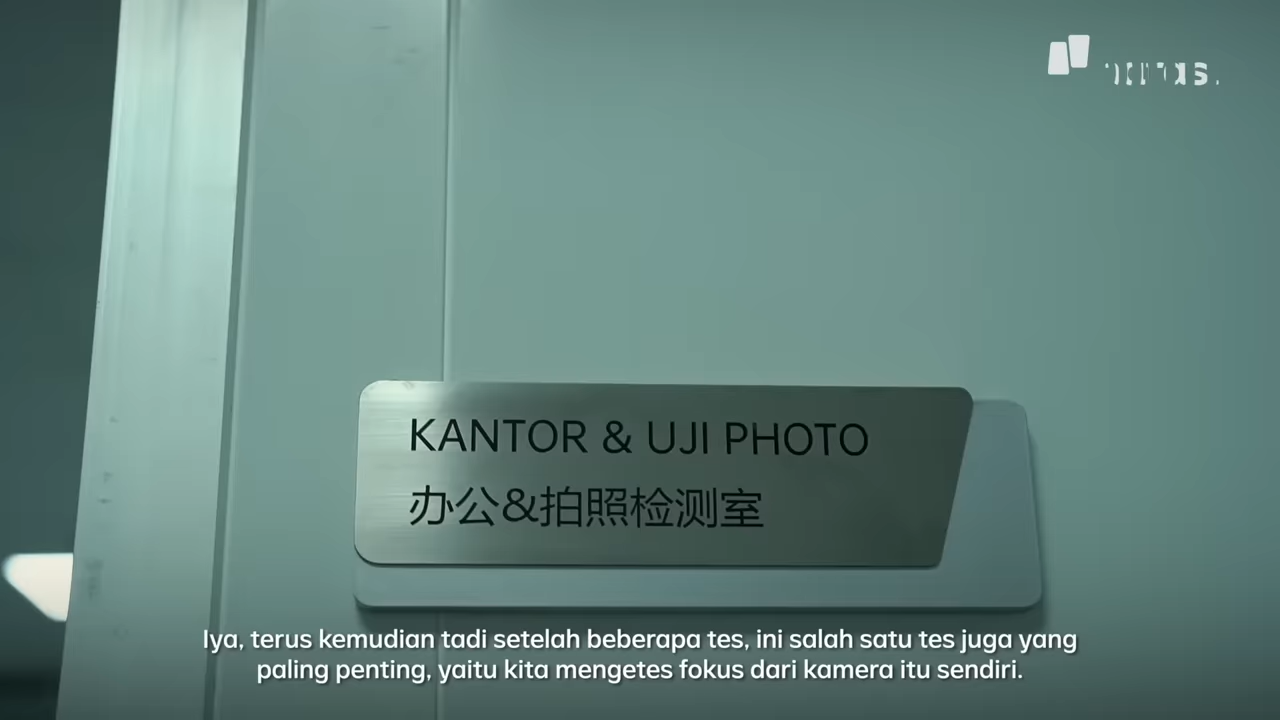 KANTOR & UJI PHOTO
办公&拍照检测室
Iya, terus kemudian tadi setelah beberapa tes, ini salah satu tes juga yang
paling penting, yaitu kita mengetes fokus dari kamera itu sendiri.